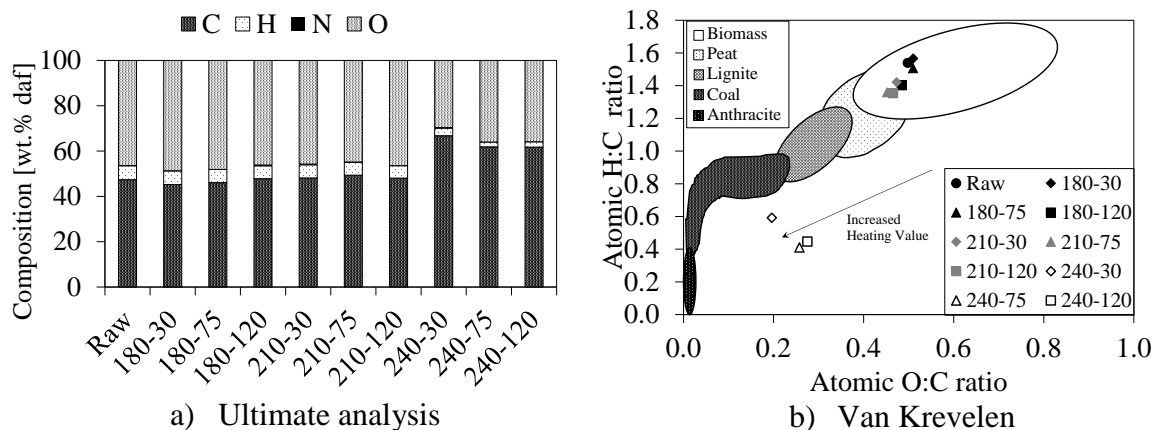 C H N O
Composition [wt.% daf]
100
80
60
40
20
0
Raw
180-30
180-75
180-120
210-30
210-75
210-120
240-30
240-75
240-120
a) Ultimate analysis
Atomic H:C ratio
1.8
1.6
1.4
1.2
1.0
0.8
0.6
0.4
0.2
0.0
Biomass
Peat
Lignite
Coal
Anthracite
Increased
Heating Value
Raw 180-30
180-75 180-120
210-30 210-75
210-120 240-30
240-75 240-120
0.0 0.2 0.4 0.6 0.8 1.0
Atomic O:C ratio
b) Van Krevelen